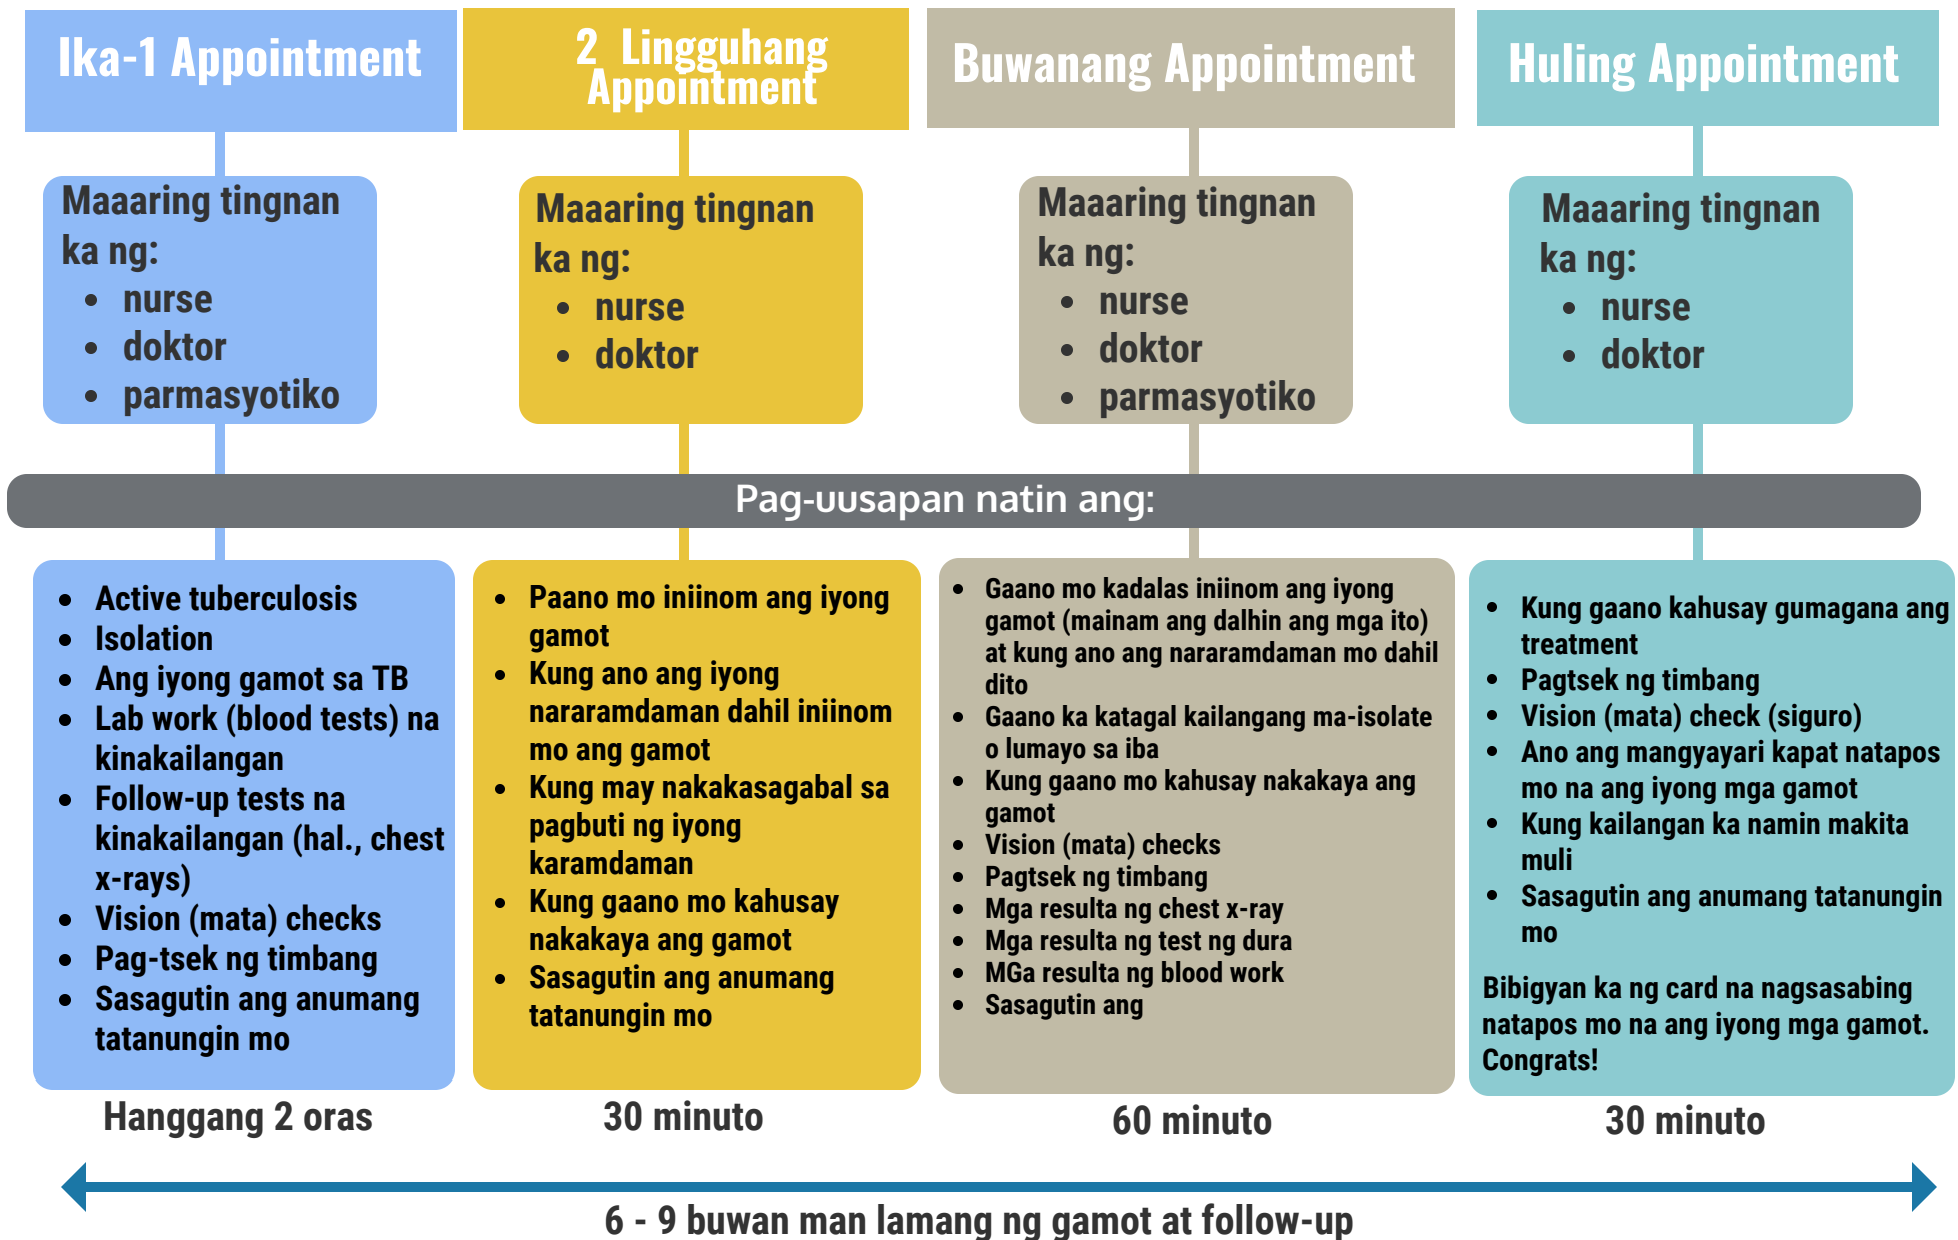 Ika-1 Appointment
2 Lingguhang
Appointment
Buwanang Appointment
Huling Appointment
Maaaring tingnan
ka ng:
• nurse
• doktor
• parmasyotiko
Maaaring tingnan
ka ng:
• nurse
• doktor
Maaaring tingnan
ka ng:
• nurse
• doktor
• parmasyotiko
Maaaring tingnan
ka ng:
• nurse
• doktor
Pag-uusapan natin ang:
• Active tuberculosis
• Isolation
• Ang iyong gamot sa TB
• Lab work (blood tests) na
kinakailangan
• Follow-up tests na
kinakailangan (hal., chest
x-rays)
• Vision (mata) checks
• Pag-tsek ng timbang
• Sasagutin ang anumang
tatanungin mo
• Paano mo iniinom ang iyong
gamot
• Kung ano ang iyong
nararamdaman dahil iniinom
mo ang gamot
• Kung may nakakasagabal sa
pagbuti ng iyong
karamdaman
• Kung gaano mo kahusay
nakakaya ang gamot
• Sasagutin ang anumang
tatanungin mo
• Gaano mo kadalas iniinom ang iyong
gamot (mainam ang dalhin ang mga ito)
at kung ano ang nararamdaman mo dahil
dito
• Gaano ka katagal kailangang ma-isolate
o lumayo sa iba
• Kung gaano mo kahusay nakakaya ang
gamot
• Vision (mata) checks
• Pagtsek ng timbang
• Mga resulta ng chest x-ray
• Mga resulta ng test ng dura
• MGa resulta ng blood work
• Sasagutin ang
• Kung gaano kahusay gumagana ang
treatment
• Pagtsek ng timbang
• Vision (mata) check (siguro)
• Ano ang mangyayari kapat natapos
mo na ang iyong mga gamot
• Kung kailangan ka namin makita
muli
• Sasagutin ang anumang tatanungin
mo
Bibigyan ka ng card na nagsasabing
natapos mo na ang iyong mga gamot.
Congrats!
Hanggang 2 oras
30 minuto
60 minuto
30 minuto
6 - 9 buwan man lamang ng gamot at follow-up